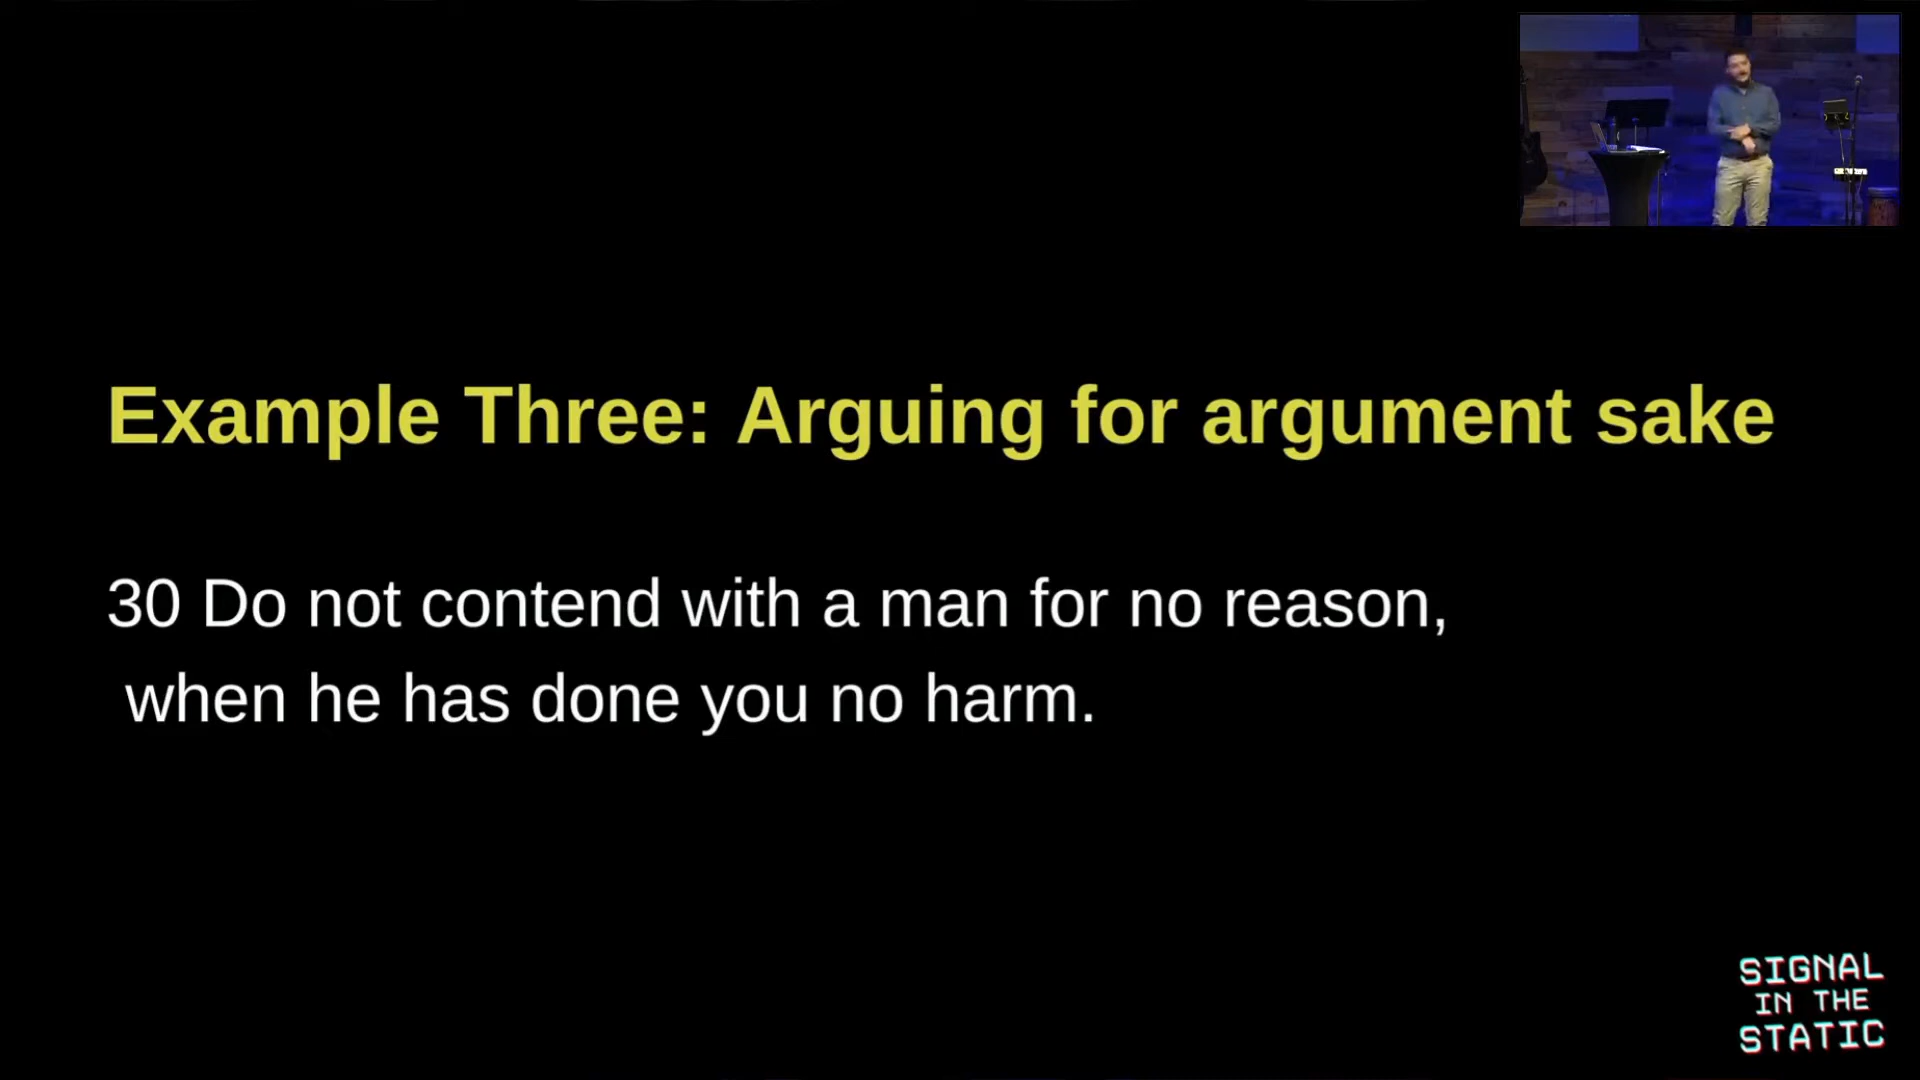 Example Three: Arguing for argument sake
30 Do not contend with a man for no reason,
when he has done you no harm.
SIGNAL
IN THE
STATIC